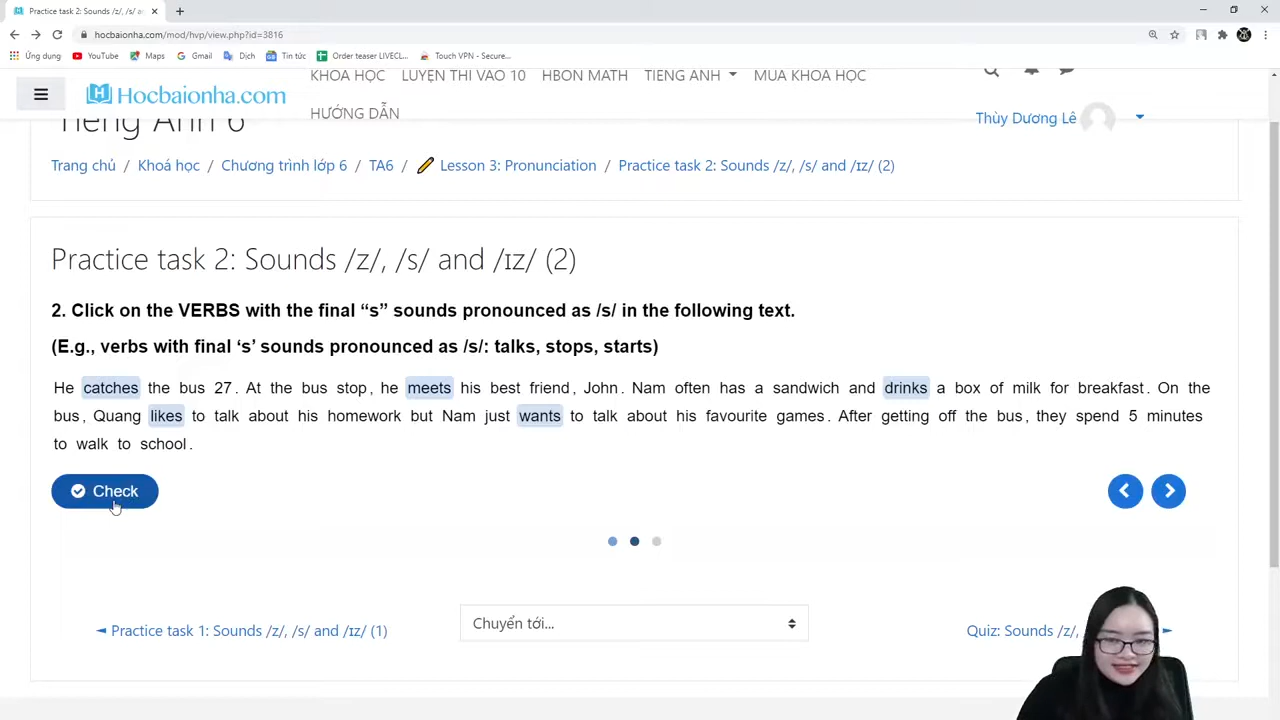 Practice task 2: Sounds /z/, /s/ a
hocbaionha.com/mod/hvp/view.php?id=3816
Ứng dụng YouTube Maps Gmail Dịch Tin tức Order teaser LIVECL... Touch VPN - Secure...
KHOÁ HỌC LUYỆN THI VÀO 10 HBON MATH TIẾNG ANH MUA KHÓA HỌC
Hocbaionha.com
HƯỚNG DẪN
Thùy Dương Lê
Tiếng Anh 6
Trang chủ / Khoá học / Chương trình lớp 6 / TA6 / Lesson 3: Pronunciation / Practice task 2: Sounds /z/, /s/ and /ɪz/ (2)
Practice task 2: Sounds /z/, /s/ and /ɪz/ (2)
2. Click on the VERBS with the final “s” sounds pronounced as /s/ in the following text.
(E.g., verbs with final ‘s’ sounds pronounced as /s/: talks, stops, starts)
He catches the bus 27. At the bus stop, he meets his best friend, John. Nam often has a sandwich and drinks a box of milk for breakfast. On the
bus, Quang likes to talk about his homework but Nam just wants to talk about his favourite games. After getting off the bus, they spend 5 minutes
to walk to school.
Check
◄ Practice task 1: Sounds /z/, /s/ and /ɪz/ (1)
Chuyển tới...
Quiz: Sounds /z/, ►